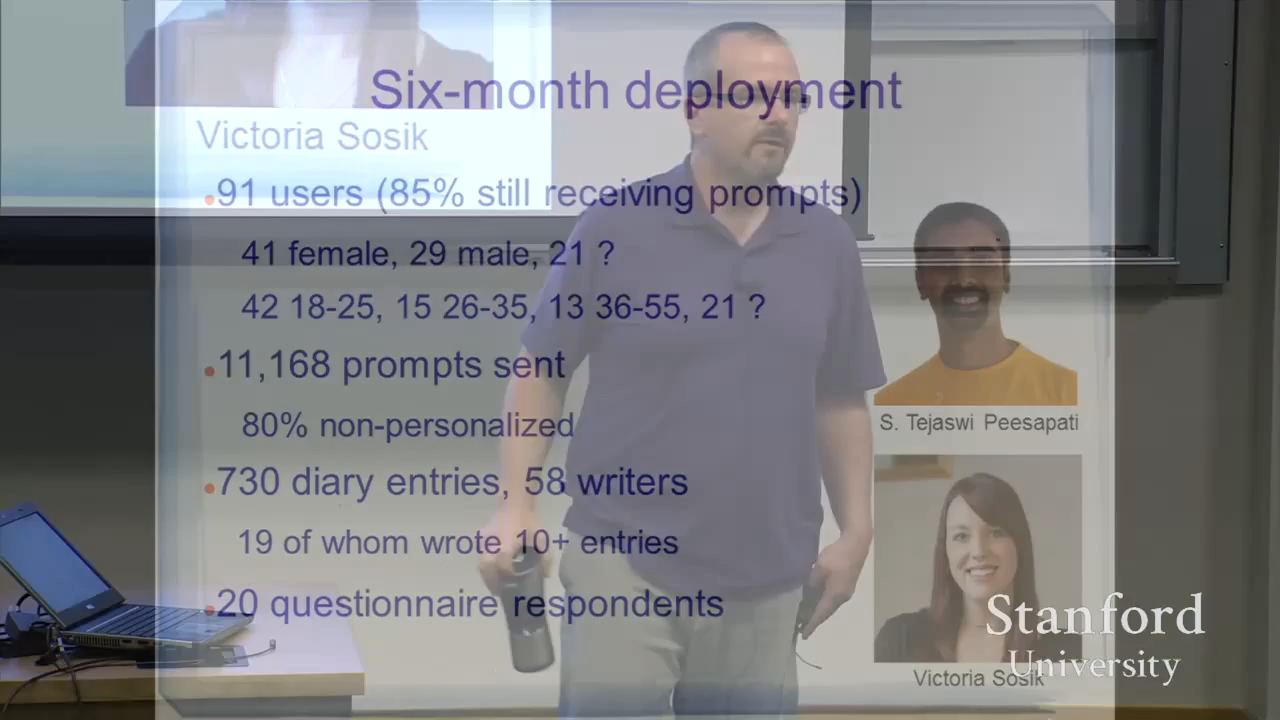 Six-month deployment
Victoria Sosik
•91 users (85% still receiving prompts)
41 female, 29 male, 21 ?
42 18-25, 15 26-35, 13 36-55, 21 ?
•11,168 prompts sent
80% non-personalized
•730 diary entries, 58 writers
19 of whom wrote 10+ entries
•20 questionnaire respondents
S. Tejaswi Peesapati
Victoria Sosik
Stanford
University